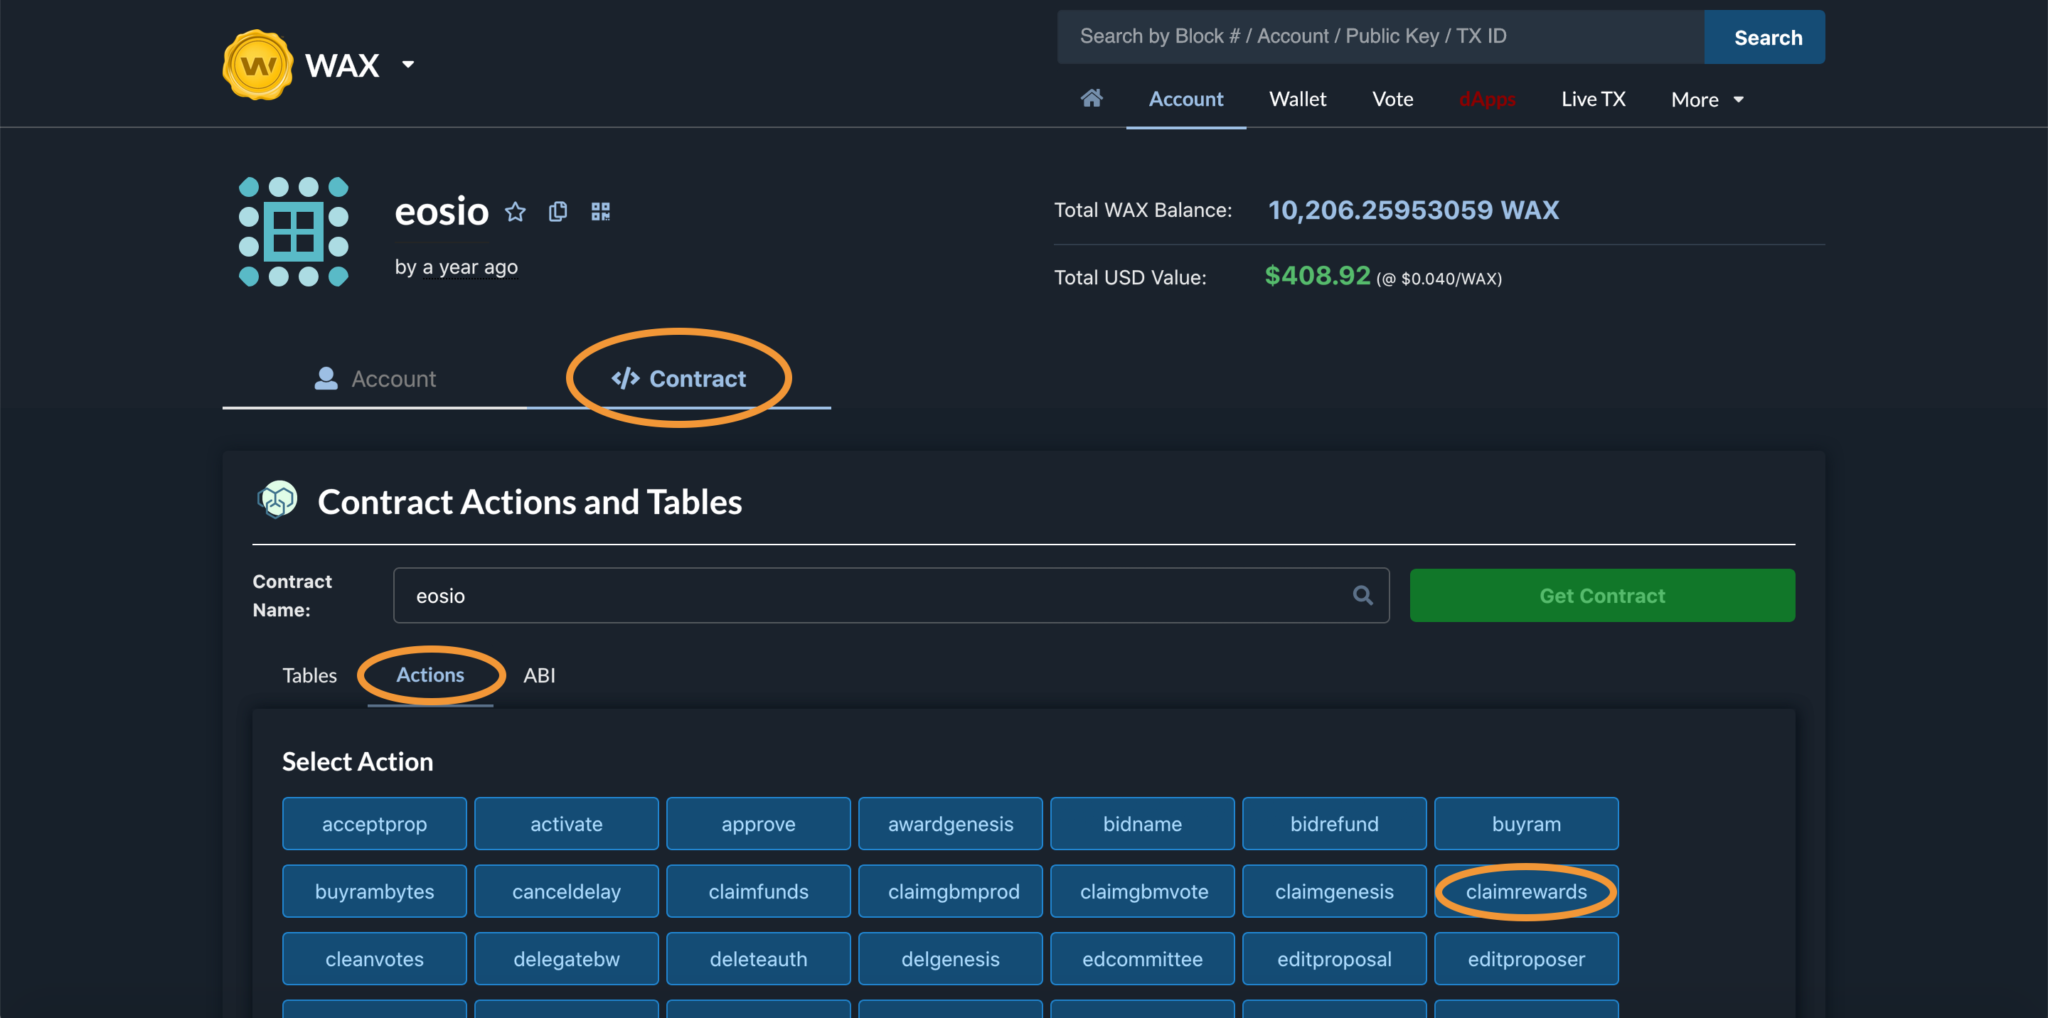 WAX
Search by Block # / Account / Public Key / TX ID
Search
Account
Wallet
Vote
dApps
Live TX
More
eosio
by a year ago
Total WAX Balance: 10,206.25953059 WAX
Total USD Value: $408.92 (@ $0.040/WAX)
Account
</> Contract
Contract Actions and Tables
Contract
Name:
eosio
Get Contract
Tables
Actions
ABI
Select Action
acceptprop
activate
approve
awardgenesis
bidname
bidrefund
buyram
buyrambytes
canceldelay
claimfunds
claimgbmprod
claimgbmvote
claimgenesis
claimrewards
cleanvotes
delegatebw
deleteauth
delgenesis
edcommittee
editproposal
editproposer